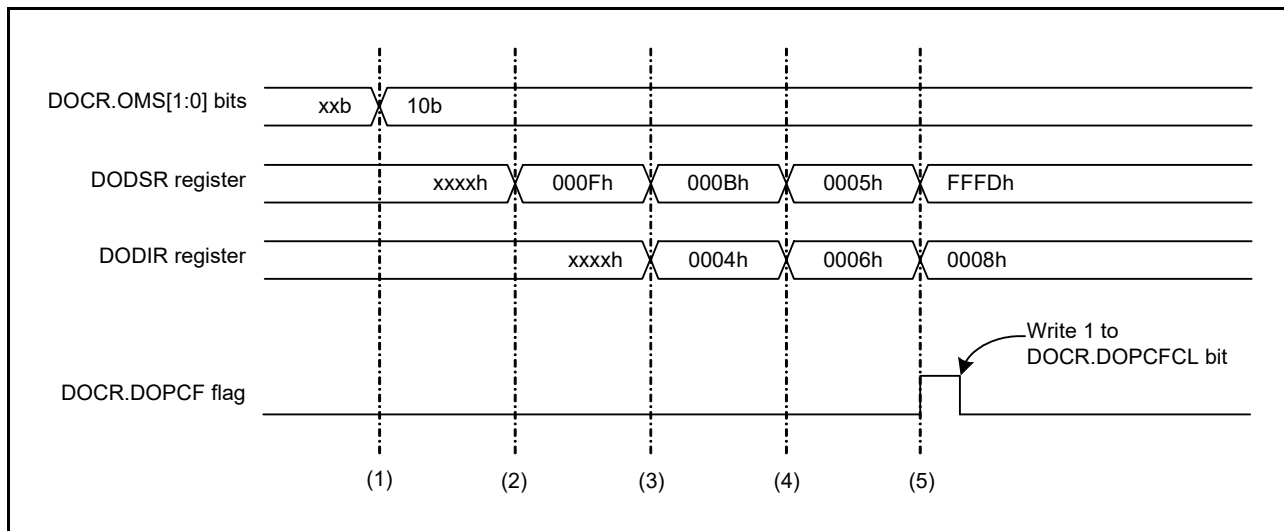 DOCR.OMS[1:0] bits
xxb
10b
DODSR register
xxxxh
000Fh
000Bh
0005h
FFFDh
DODIR register
xxxxh
0004h
0006h
0008h
Write 1 to
DOCR.DOPCFCL bit
DOCR.DOPCF flag
(1)
(2)
(3)
(4)
(5)